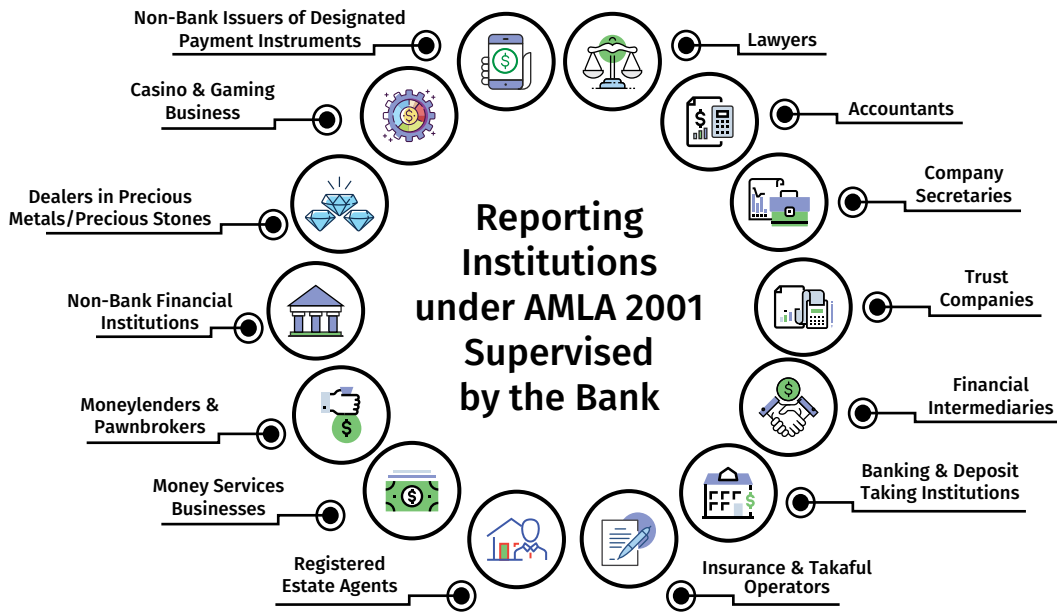 Reporting
Institutions
under AMLA 2001
Supervised
by the Bank
Lawyers
Accountants
Company
Secretaries
Trust
Companies
Financial
Intermediaries
Banking & Deposit
Taking Institutions
Insurance & Takaful
Operators
Registered
Estate Agents
Money Services
Businesses
Moneylenders &
Pawnbrokers
Non-Bank Financial
Institutions
Dealers in Precious
Metals/Precious Stones
Casino & Gaming
Business
Non-Bank Issuers of Designated
Payment Instruments